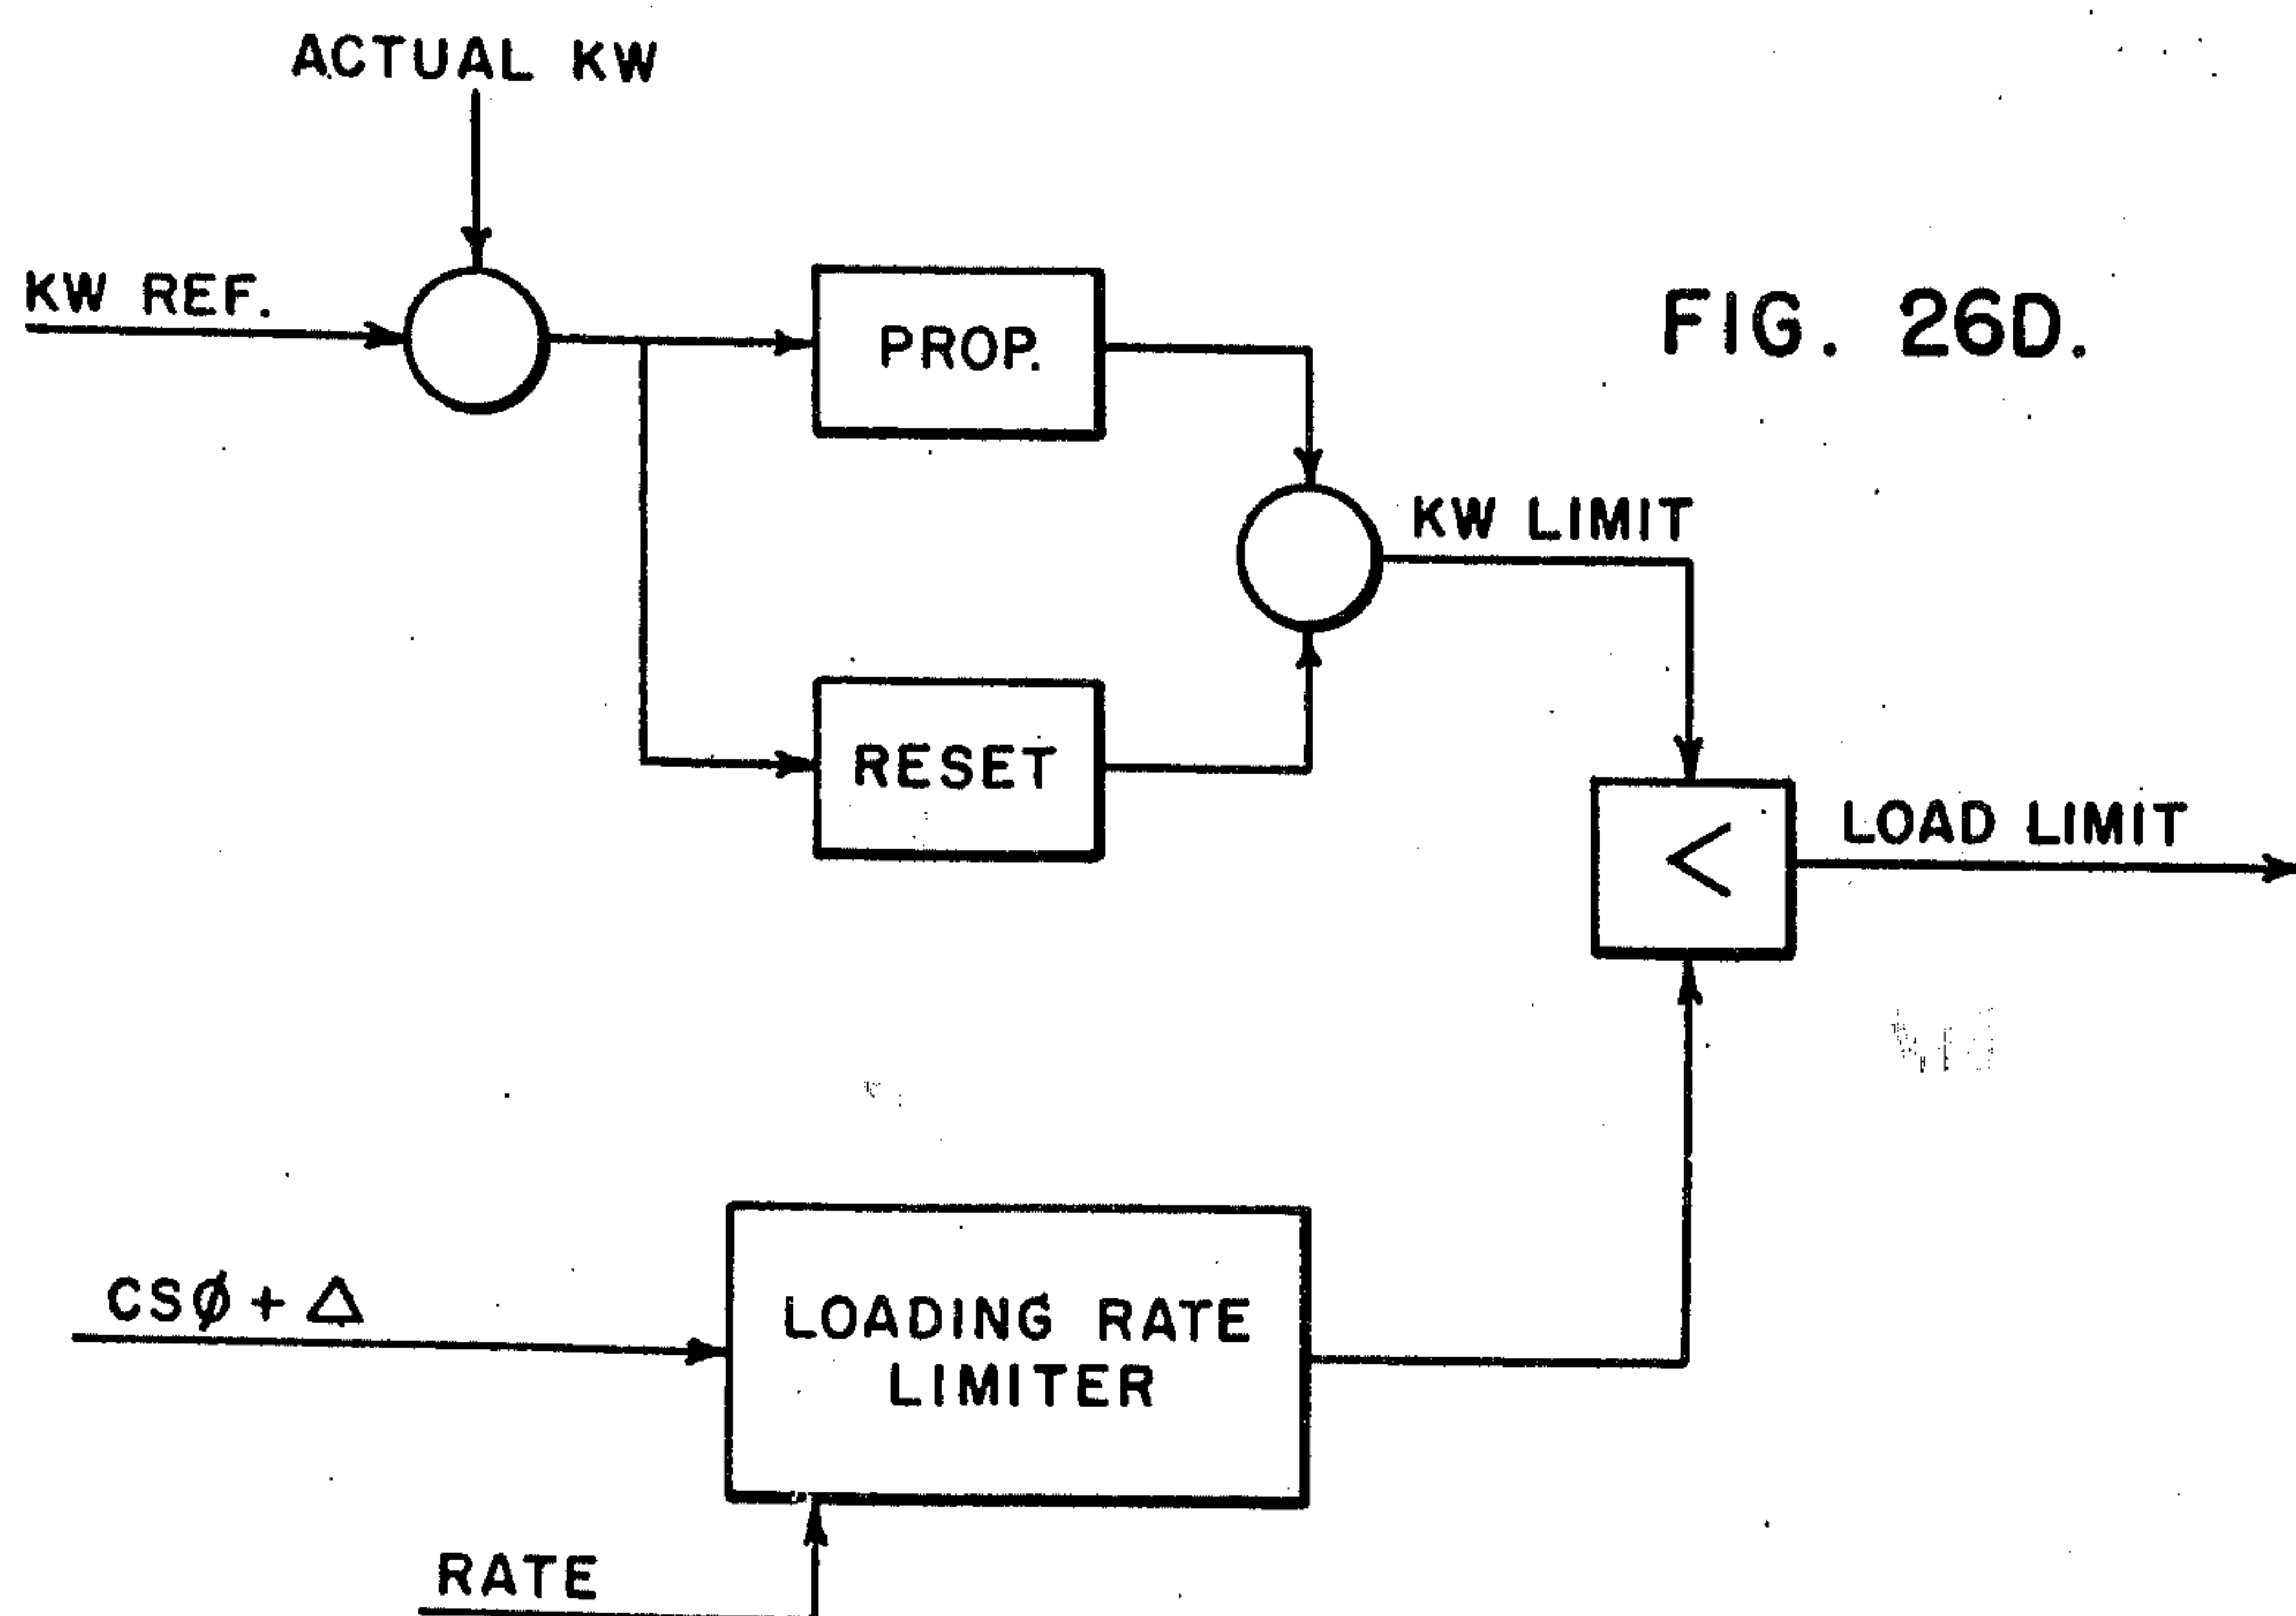 ACTUAL KW
KW REF.
PROP.
FIG. 26D.
KW LIMIT
RESET
<
LOAD LIMIT
CSØ + Δ
LOADING RATE
LIMITER
RATE